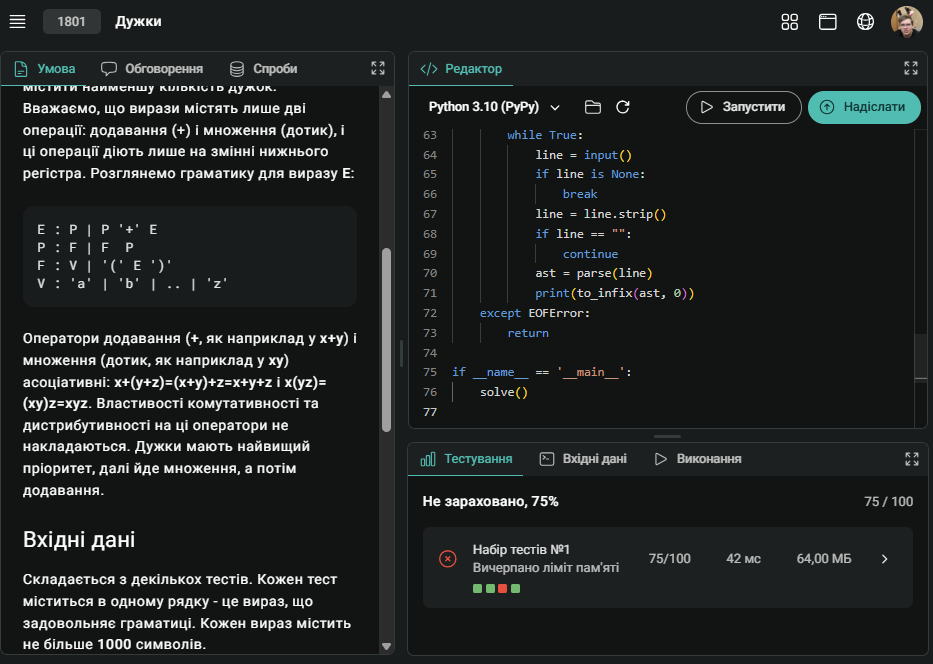 1801 Дужки
Умова Обговорення Спроби
містити найменшу кількість дужок.
Вважаємо, що вирази містять лише дві
операції: додавання (+) і множення (дотик), і
ці операції діють лише на змінні нижнього
регістра. Розглянемо граматику для виразу E:
E : P | P '+' E
P : F | F  P
F : V | '(' E ')'
V : 'a' | 'b' | .. | 'z'
Оператори додавання (+, як наприклад у x+y) і
множення (дотик, як наприклад у xy)
асоціативні: x+(y+z)=(x+y)+z=x+y+z і x(yz)=
(xy)z=xyz. Властивості комутативності та
дистрибутивності на ці оператори не
накладаються. Дужки мають найвищий
пріоритет, далі йде множення, а потім
додавання.
Вхідні дані
Складається з декількох тестів. Кожен тест
міститься в одному рядку - це вираз, що
задовольняє граматиці. Кожен вираз містить
не більше 1000 символів.
</> Редактор
Python 3.10 (PyPy) Запустити Надіслати
63 while True:
64 line = input()
65 if line is None:
66 break
67 line = line.strip()
68 if line == "":
69 continue
70 ast = parse(line)
71 print(to_infix(ast, 0))
72 except EOFError:
73 return
74
75 if __name__ == '__main__':
76 solve()
77
Тестування Вхідні дані Виконання
Не зараховано, 75% 75 / 100
Набір тестів №1
Вичерпано ліміт пам'яті
75/100 42 мс 64,00 МБ